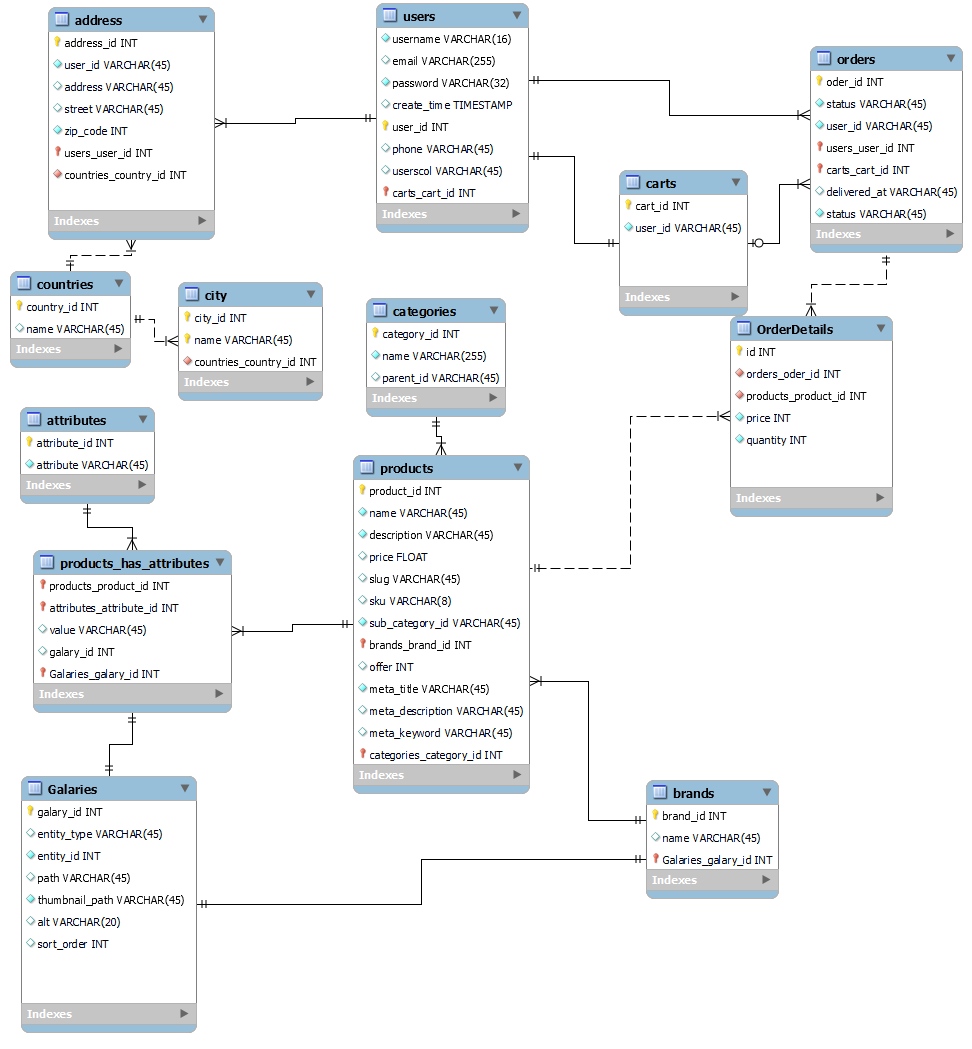 address
address_id INT
user_id VARCHAR(45)
address VARCHAR(45)
street VARCHAR(45)
zip_code INT
users_user_id INT
countries_country_id INT
Indexes
users
username VARCHAR(16)
email VARCHAR(255)
password VARCHAR(32)
create_time TIMESTAMP
user_id INT
phone VARCHAR(45)
userscol VARCHAR(45)
carts_cart_id INT
Indexes
orders
oder_id INT
status VARCHAR(45)
user_id VARCHAR(45)
users_user_id INT
carts_cart_id INT
delivered_at VARCHAR(45)
status VARCHAR(45)
Indexes
carts
cart_id INT
user_id VARCHAR(45)
Indexes
countries
country_id INT
name VARCHAR(45)
Indexes
city
city_id INT
name VARCHAR(45)
countries_country_id INT
Indexes
categories
category_id INT
name VARCHAR(255)
parent_id VARCHAR(45)
Indexes
OrderDetails
id INT
orders_oder_id INT
products_product_id INT
price INT
quantity INT
Indexes
attributes
attribute_id INT
attribute VARCHAR(45)
Indexes
products
product_id INT
name VARCHAR(45)
description VARCHAR(45)
price FLOAT
slug VARCHAR(45)
sku VARCHAR(8)
sub_category_id VARCHAR(45)
brands_brand_id INT
offer INT
meta_title VARCHAR(45)
meta_description VARCHAR(45)
meta_keyword VARCHAR(45)
categories_category_id INT
Indexes
products_has_attributes
products_product_id INT
attributes_attribute_id INT
value VARCHAR(45)
galary_id INT
Galaries_galary_id INT
Indexes
Galaries
galary_id INT
entity_type VARCHAR(45)
entity_id INT
path VARCHAR(45)
thumbnail_path VARCHAR(45)
alt VARCHAR(20)
sort_order INT
Indexes
brands
brand_id INT
name VARCHAR(45)
Galaries_galary_id INT
Indexes